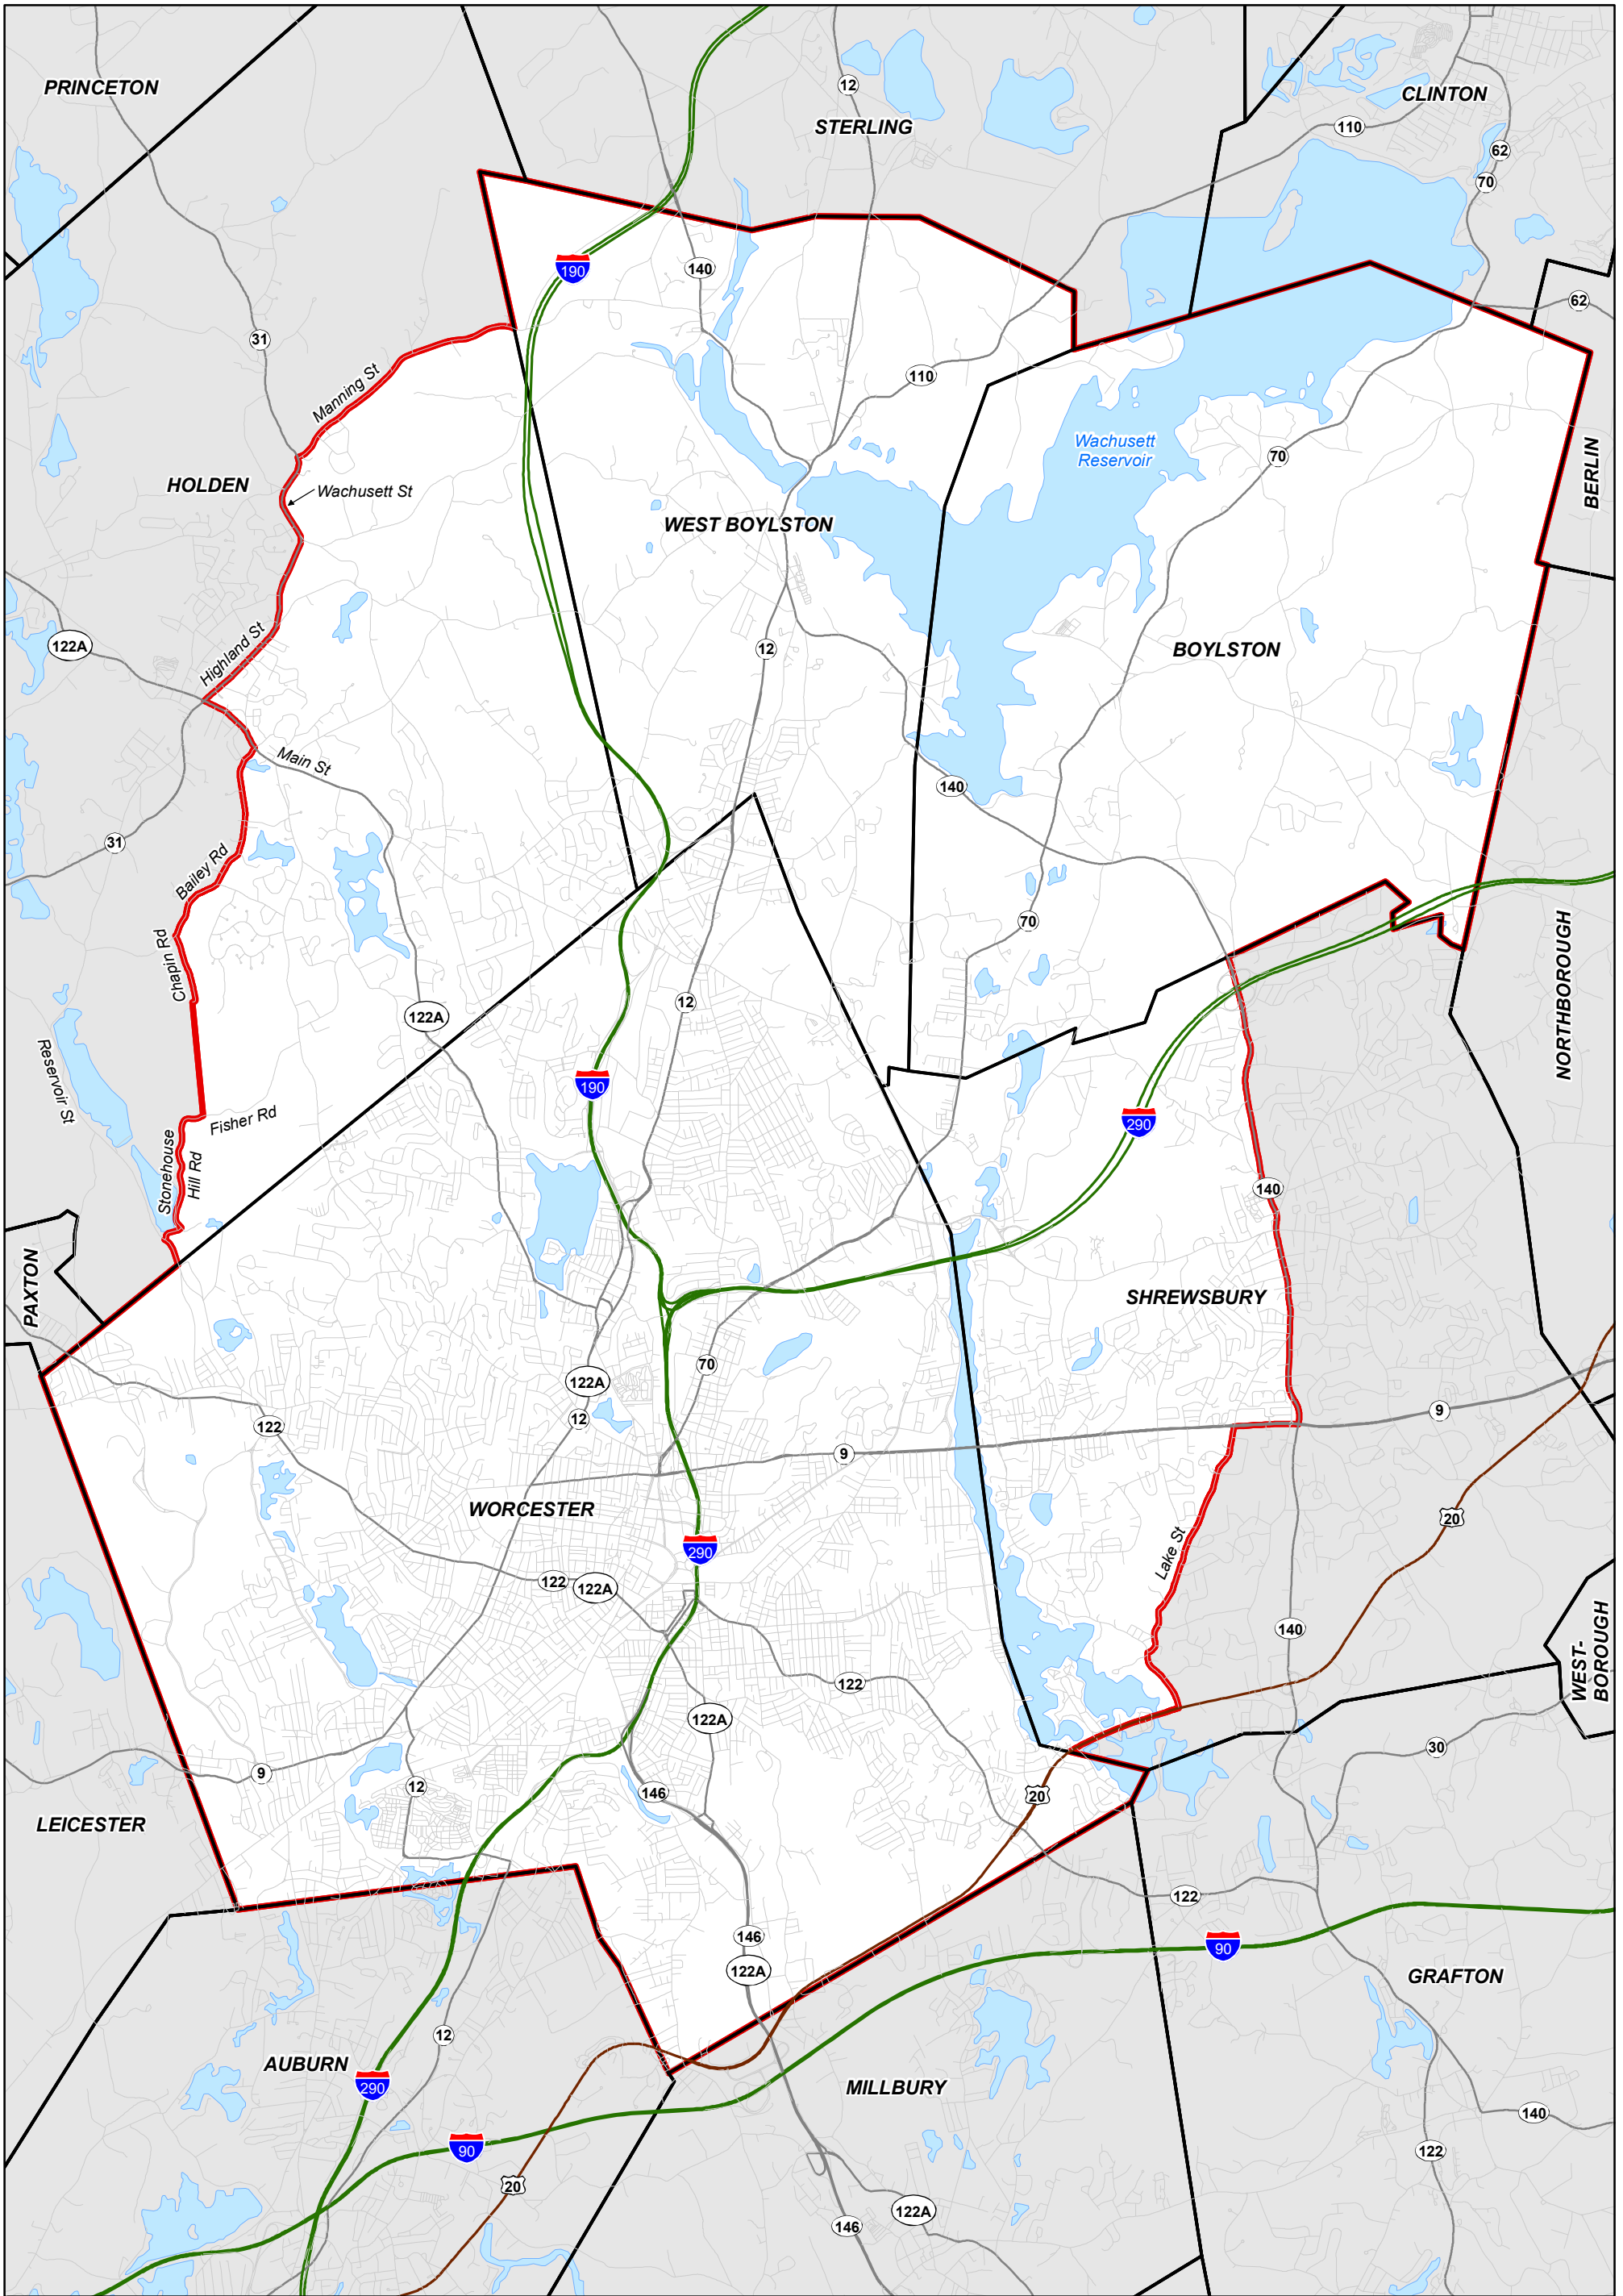 PRINCETON
12
CLINTON
STERLING
110
62
70
190
140
62
31
110
Manning St
Wachusett
Reservoir
70
BERLIN
HOLDEN
Wachusett St
WEST BOYLSTON
122A
Highland St
12
BOYLSTON
Main St
140
31
Bailey Rd
70
NORTHBOROUGH
Chapin Rd
12
122A
Reservoir St
190
Fisher Rd
290
Stonehouse
Hill Rd
140
PAXTON
SHREWSBURY
70
122A
12
9
122
9
WORCESTER
20
290
Lake St
122
122A
140
WEST-
BOROUGH
122
122A
30
9
12
146
20
LEICESTER
122
146
90
122A
GRAFTON
12
AUBURN
290
MILLBURY
140
90
122
20
122A
146